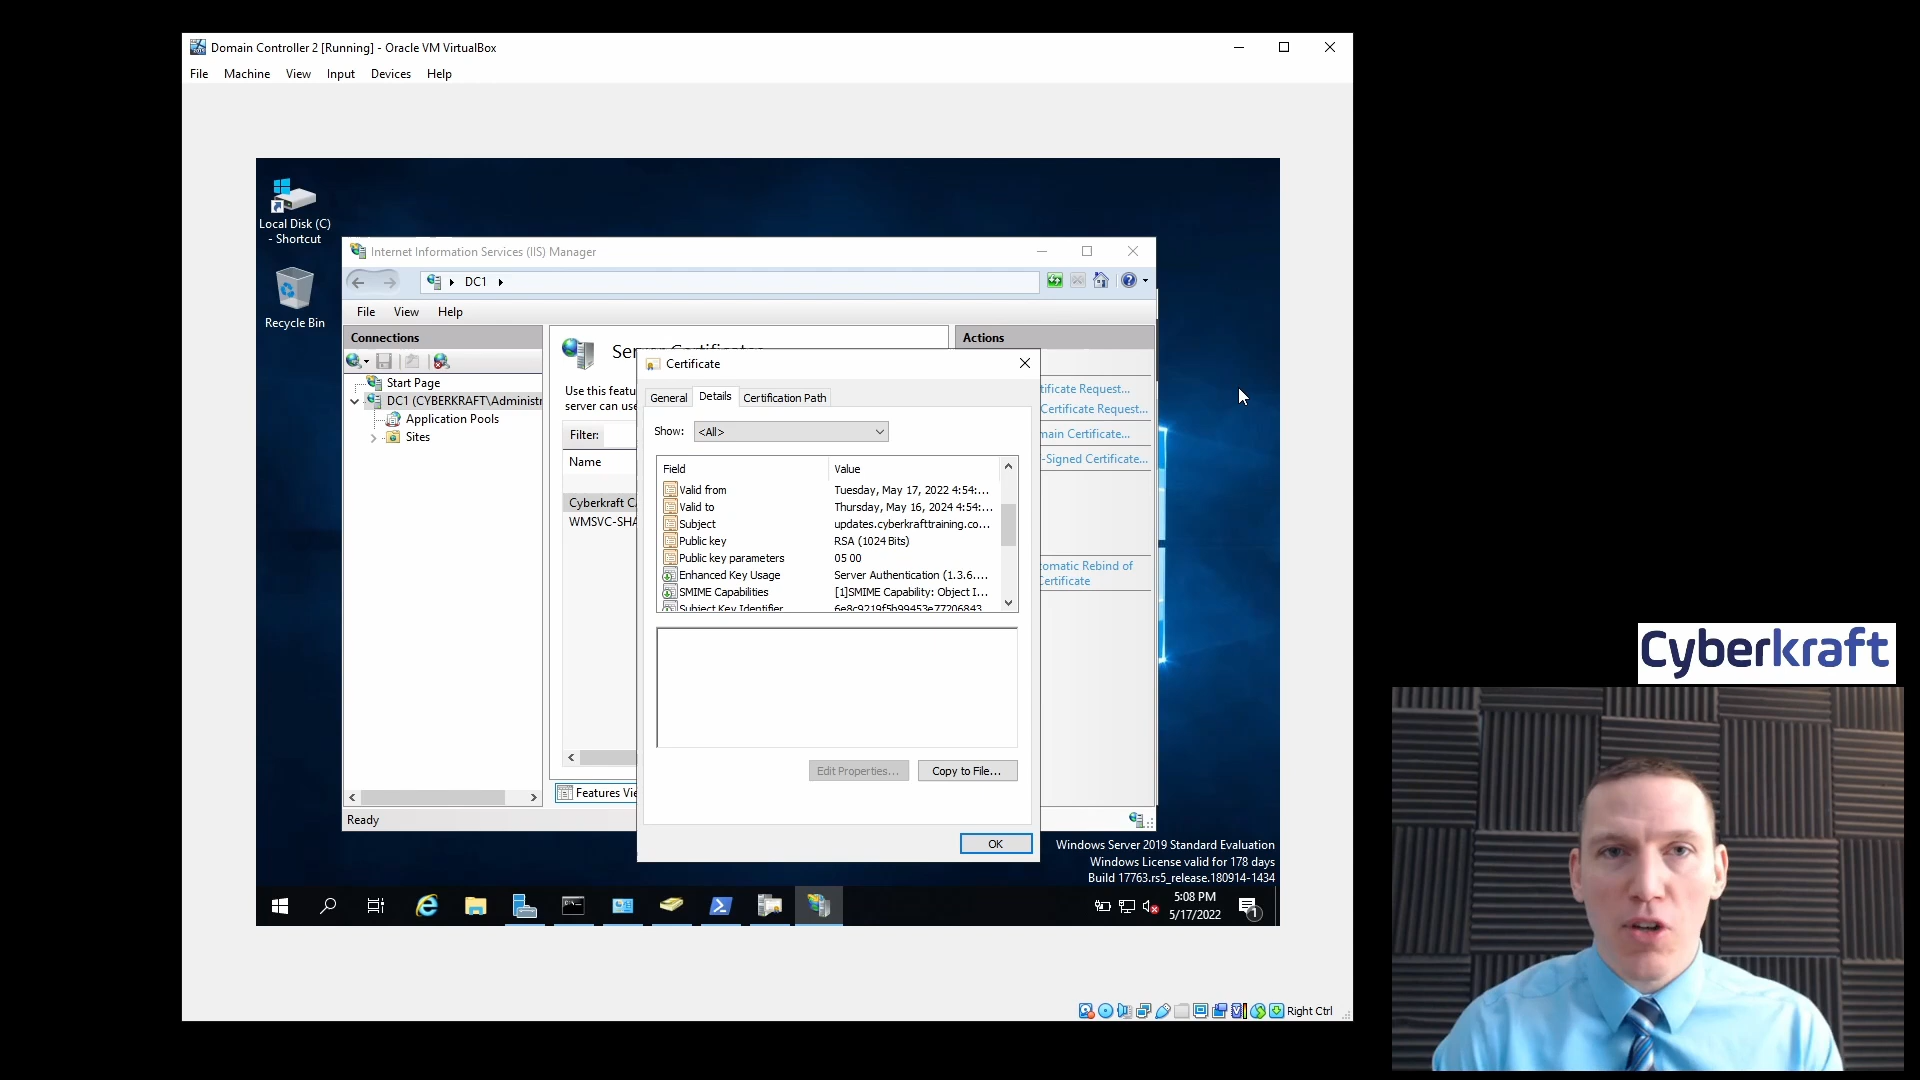 Domain Controller 2 [Running] - Oracle VM VirtualBox
File Machine View Input Devices Help
Local Disk (C)
- Shortcut
Recycle Bin
Internet Information Services (IIS) Manager
DC1
File View Help
Connections
Start Page
DC1 (CYBERKRAFT\Administr
Application Pools
Sites
Ready
Use this featu
server can use
Filter:
Name
Cyberkraft C
WMSVC-SHA
Features Vie
Actions
tificate Request...
Certificate Request...
main Certificate...
-Signed Certificate...
tomatic Rebind of
Certificate
Certificate
General Details Certification Path
Show: <All>
Field Value
Valid from Tuesday, May 17, 2022 4:54:...
Valid to Thursday, May 16, 2024 4:54:...
Subject updates.cyberkrafttraining.co...
Public key RSA (1024 Bits)
Public key parameters 05 00
Enhanced Key Usage Server Authentication (1.3.6....
SMIME Capabilities [1]SMIME Capability: Object I...
Subject Key Identifier 6e8c9219f5b99453e77206843
Edit Properties... Copy to File...
OK
Windows Server 2019 Standard Evaluation
Windows License valid for 178 days
Build 17763.rs5_release.180914-1434
5:08 PM
5/17/2022
1
Right Ctrl
Cyberkraft